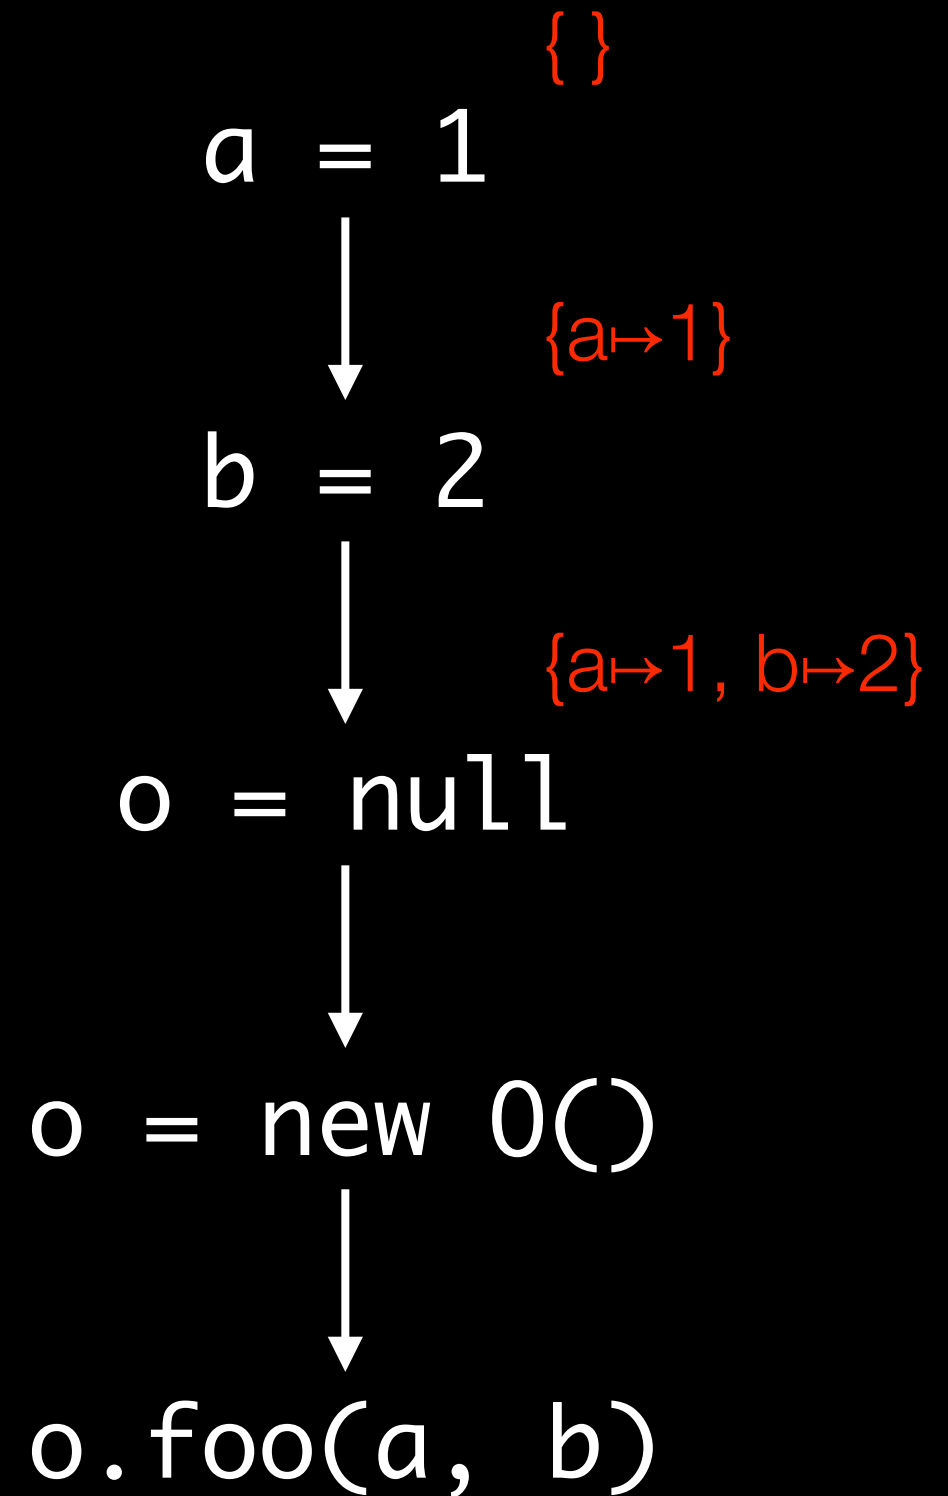 { }
a = 1
{a↦1}
b = 2
{a↦1, b↦2}
o = null
o = new O()
o.foo(a, b)